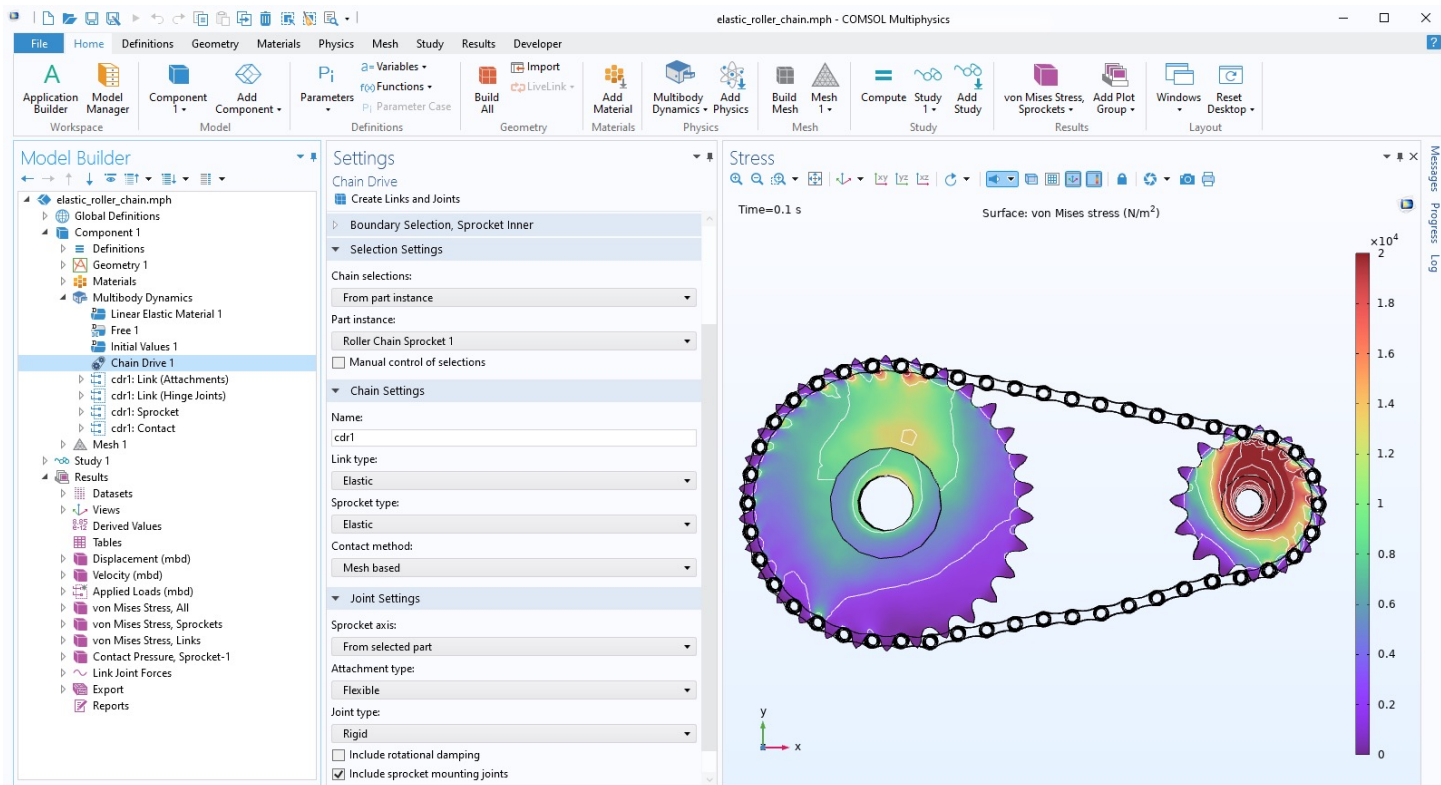 elastic_roller_chain.mph - COMSOL Multiphysics
File Home Definitions Geometry Materials Physics Mesh Study Results Developer ?
Application Builder
Model Manager
Workspace
Component 1
Add Component
Model
Pi Parameters
a= Variables
f(x) Functions
Pi Parameter Case
Definitions
Build All
Import
LiveLink
Geometry
Add Material
Materials
Multibody Dynamics
Add Physics
Physics
Build Mesh
Mesh 1
Mesh
Compute
Study 1
Add Study
Study
von Mises Stress, Sprockets
Add Plot Group
Results
Windows
Reset Desktop
Layout
Model Builder
elastic_roller_chain.mph
Global Definitions
Component 1
Definitions
Geometry 1
Materials
Multibody Dynamics
Linear Elastic Material 1
Free 1
Initial Values 1
Chain Drive 1
cdr1: Link (Attachments)
cdr1: Link (Hinge Joints)
cdr1: Sprocket
cdr1: Contact
Mesh 1
Study 1
Results
Datasets
Views
Derived Values
Tables
Displacement (mbd)
Velocity (mbd)
Applied Loads (mbd)
von Mises Stress, All
von Mises Stress, Sprockets
von Mises Stress, Links
Contact Pressure, Sprocket-1
Link Joint Forces
Export
Reports
Settings
Chain Drive
Create Links and Joints
Boundary Selection, Sprocket Inner
Selection Settings
Chain selections:
From part instance
Part instance:
Roller Chain Sprocket 1
Manual control of selections
Chain Settings
Name:
cdr1
Link type:
Elastic
Sprocket type:
Elastic
Contact method:
Mesh based
Joint Settings
Sprocket axis:
From selected part
Attachment type:
Flexible
Joint type:
Rigid
Include rotational damping
Include sprocket mounting joints
Stress
xy yz xz
Time=0.1 s
Surface: von Mises stress (N/m²)
×10⁴
2
1.8
1.6
1.4
1.2
1
0.8
0.6
0.4
0.2
0
y
x
Messages
Progress
Log